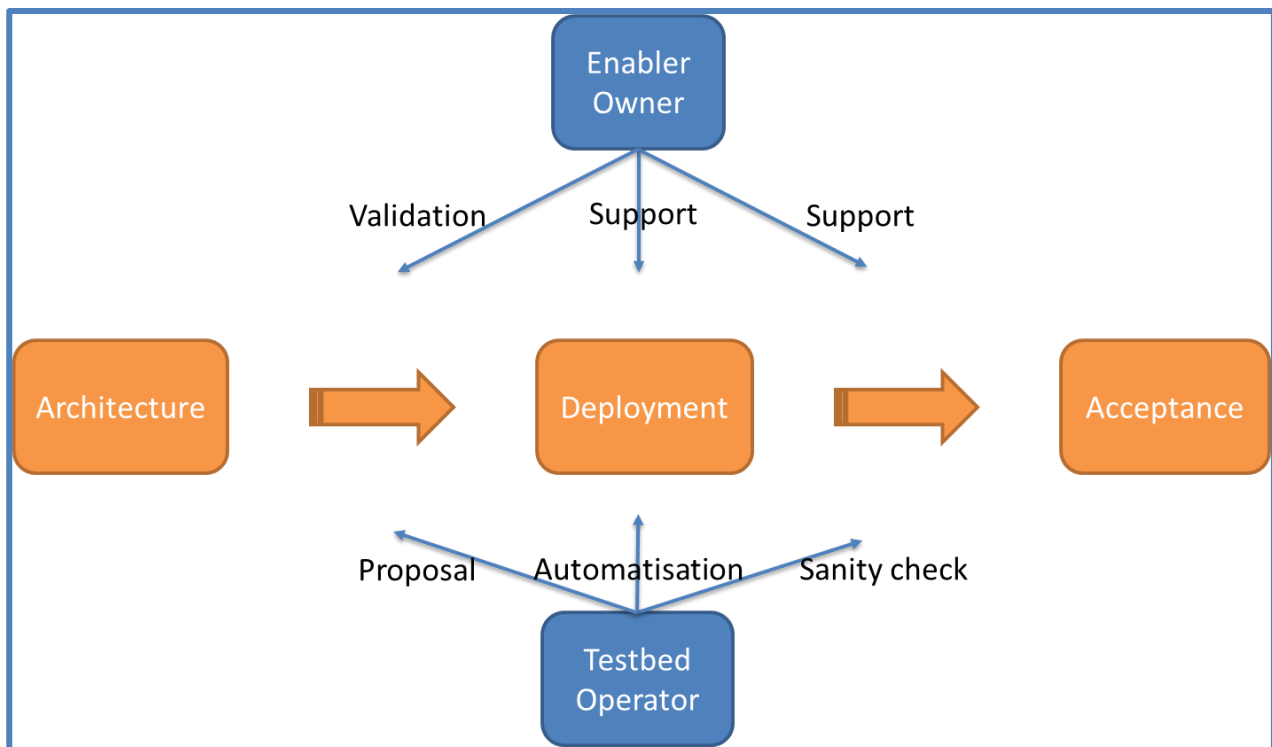 Enabler
Owner
Validation
Support
Support
Architecture
Deployment
Acceptance
Proposal
Automatisation
Sanity check
Testbed
Operator